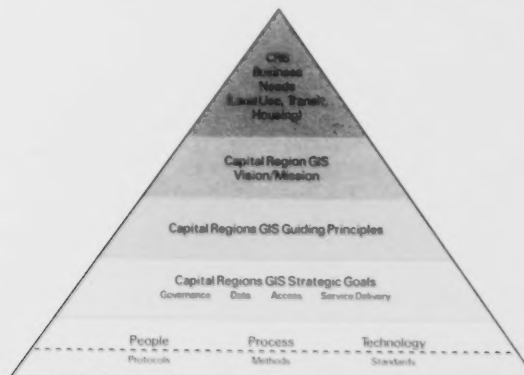 CRB
Business
Needs
(Land Use, Transit,
Housing)
Capital Region GIS
Vision/Mission
Capital Regions GIS Guiding Principles
Capital Regions GIS Strategic Goals
Governance Data Access Service Delivery
People Process Technology
Protocols Methods Standards